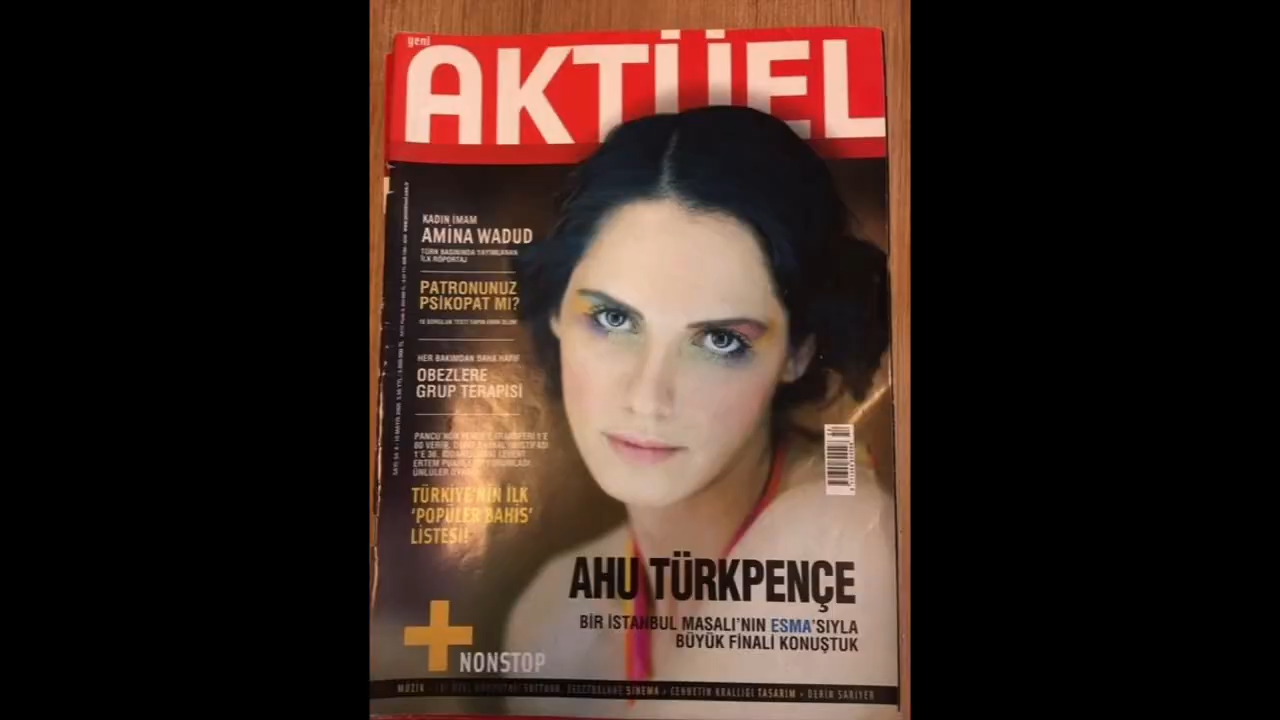 yeni
AKTÜEL
KADIN İMAM
AMİNA WADUD
TÜRK BASININDA YAYIMLANAN
İLK RÖPORTAJ
PATRONUNUZ
PSİKOPAT MI?
HER BAKIMDAN DAHA HAFİF
OBEZLERE
GRUP TERAPİSİ
TÜRKİYE'NİN İLK
'POPÜLER BAHİS'
LİSTESİ!
AHU TÜRKPENÇE
BİR İSTANBUL MASALI'NIN ESMA'SIYLA
BÜYÜK FİNALİ KONUŞTUK
+ NONSTOP
MÜZİK SİNEMA • CENNETİN KRALLIĞI TASARIM • DERİN SARIYER